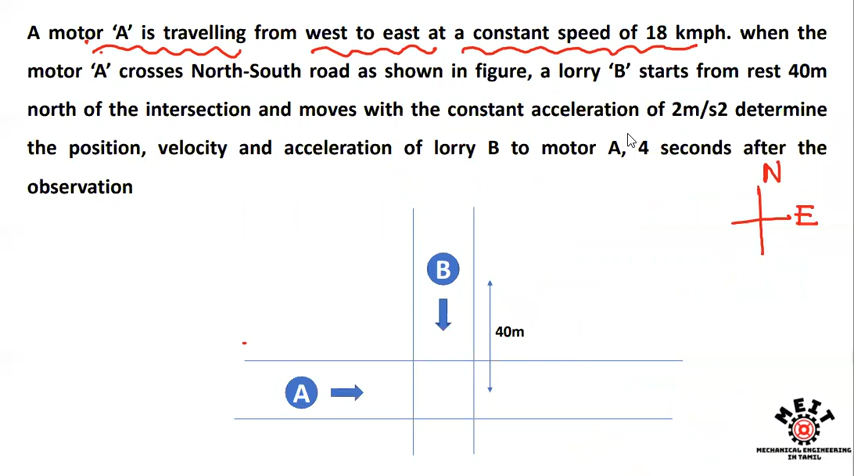 A motor ‘A’ is travelling from west to east at a constant speed of 18 kmph. when the
motor ‘A’ crosses North-South road as shown in figure, a lorry ‘B’ starts from rest 40m
north of the intersection and moves with the constant acceleration of 2m/s2 determine
the position, velocity and acceleration of lorry B to motor A, 4 seconds after the
observation
N
E
B
40m
A
MEIT
MECHANICAL ENGINEERING
IN TAMIL